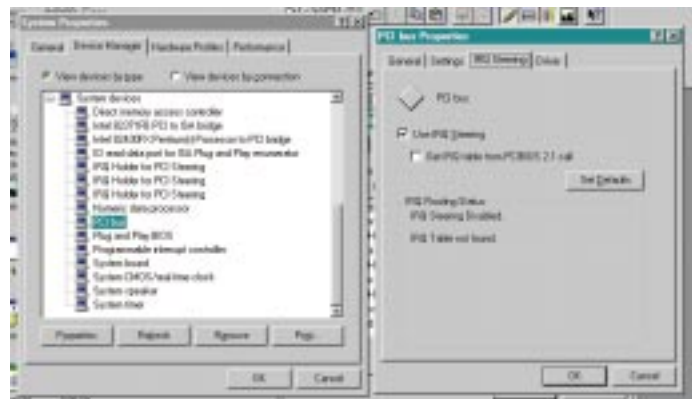 System Properties
General Device Manager Hardware Profiles Performance
View devices by type View devices by connection
System devices
Direct memory access controller
Intel 82371FB PCI to ISA bridge
Intel Pentium(r) Processor to PCI bridge
IO read data port for ISA Plug and Play enumerator
IRQ Holder for PCI Steering
IRQ Holder for PCI Steering
IRQ Holder for PCI Steering
Numeric data processor
PCI bus
Plug and Play BIOS
Programmable interrupt controller
System board
System CMOS/real time clock
System speaker
System timer
Properties Refresh Remove Print...
OK Cancel
PCI bus Properties
General Settings IRQ Steering Driver
PCI bus
Use IRQ Steering
Get IRQ table from PCIBIOS 2.1 call
Set Defaults
IRQ Routing Status
IRQ Steering Disabled.
IRQ Table not found.
OK Cancel